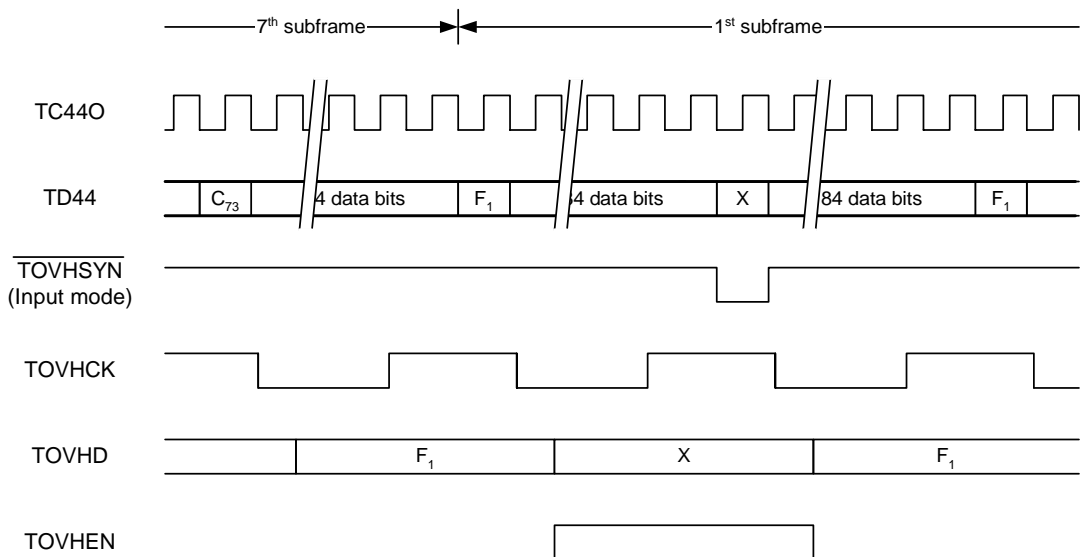 7th subframe
1st subframe
TC44O
TD44
C73
4 data bits
F1
84 data bits
X
84 data bits
F1
TOVHSYN
(Input mode)
TOVHCK
TOVHD
F1
X
F1
TOVHEN